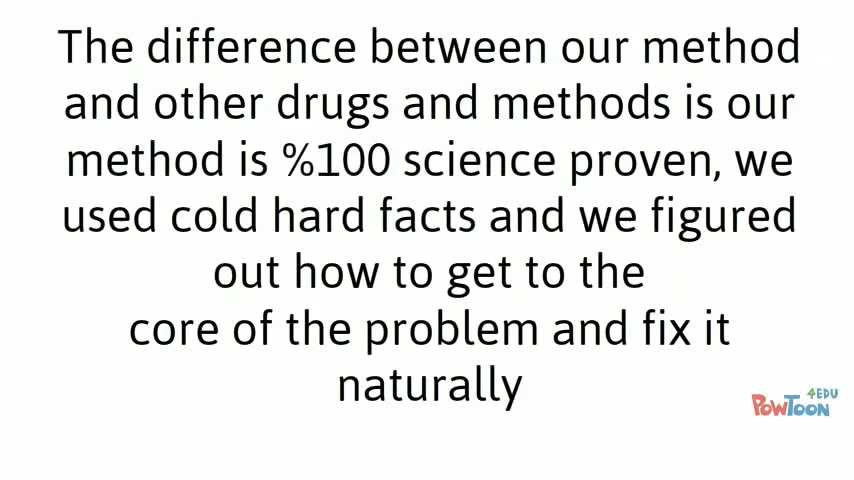 The difference between our method
and other drugs and methods is our
method is %100 science proven, we
used cold hard facts and we figured
out how to get to the
core of the problem and fix it
naturally
4EDU
POWTOON